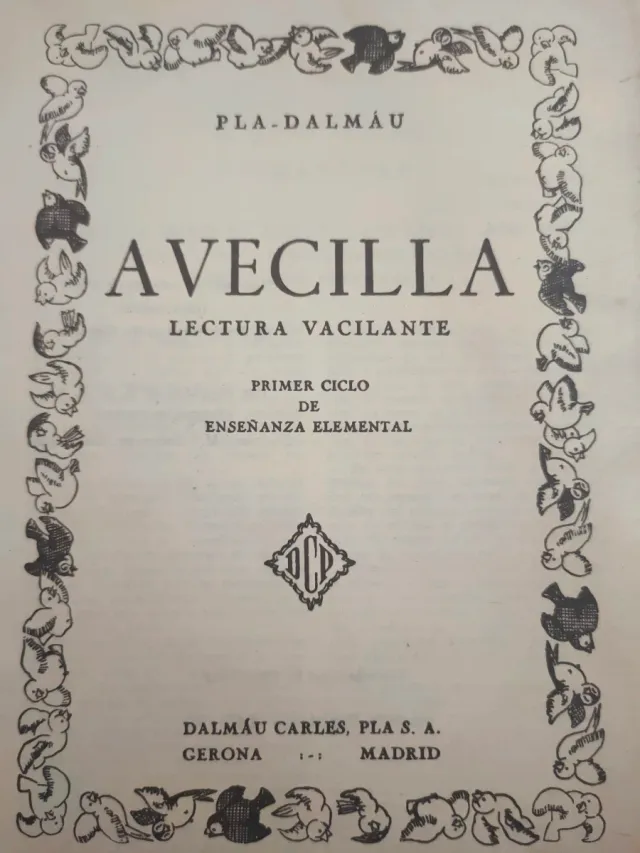 PLA-DALMÁU
AVECILLA
LECTURA VACILANTE
PRIMER CICLO
DE
ENSEÑANZA ELEMENTAL
DCP
DALMÁU CARLES, PLA S. A.
GERONA :-: MADRID